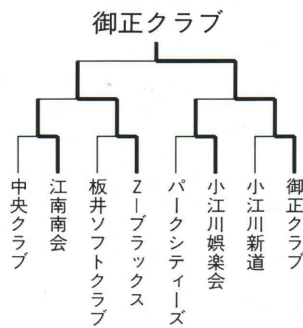 御正クラブ
中央クラブ
江南南会
板井ソフトクラブ
Z－ブラックス
パークシティーズ
小江川娯楽会
小江川新道
御正クラブ